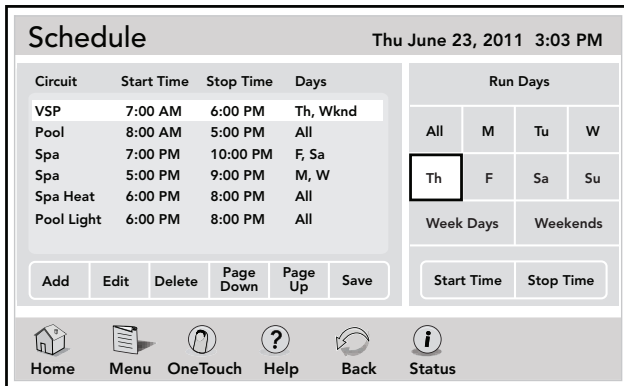 Schedule Thu June 23, 2011 3:03 PM
Circuit Start Time Stop Time Days
VSP 7:00 AM 6:00 PM Th, Wknd
Pool 8:00 AM 5:00 PM All
Spa 7:00 PM 10:00 PM F, Sa
Spa 5:00 PM 9:00 PM M, W
Spa Heat 6:00 PM 8:00 PM All
Pool Light 6:00 PM 8:00 PM All
Add Edit Delete Page Down Page Up Save
Run Days
All M Tu W
Th F Sa Su
Week Days Weekends
Start Time Stop Time
? i
Home Menu OneTouch Help Back Status